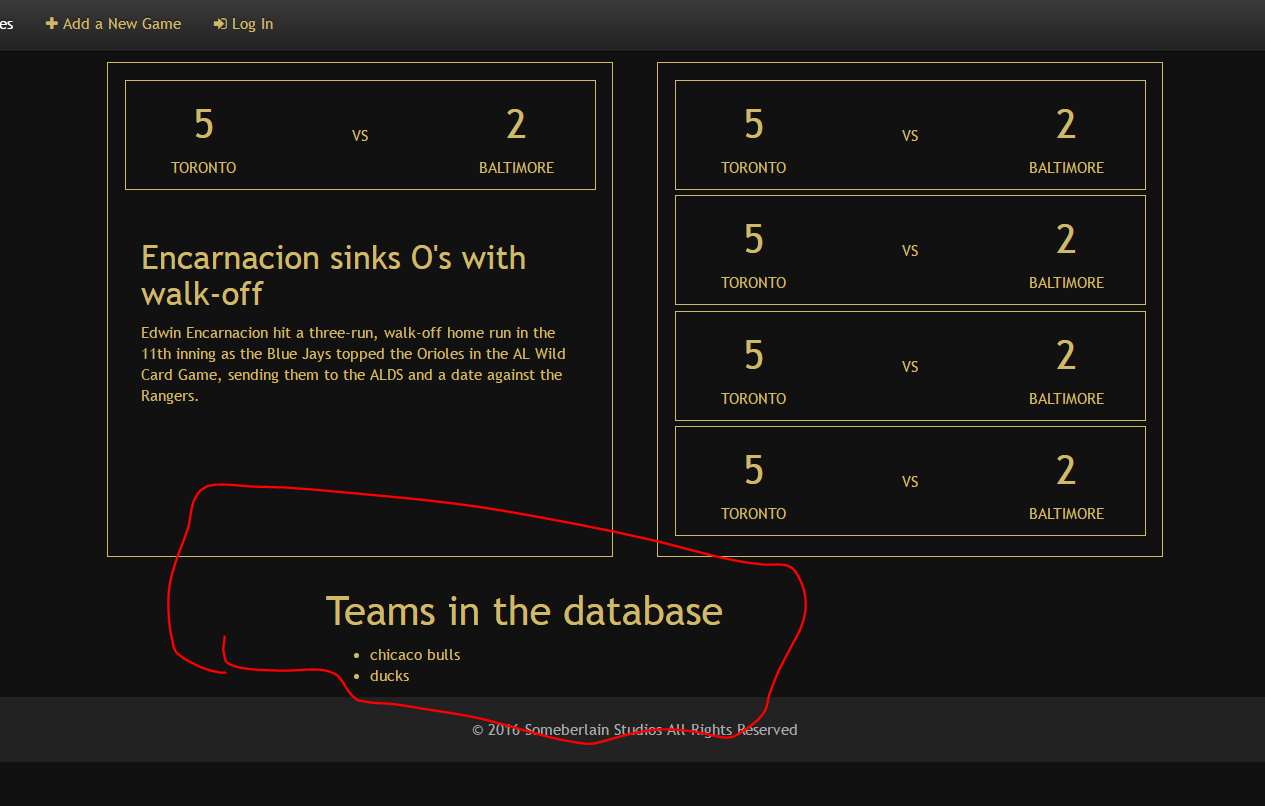 es
Add a New Game
Log In
5 VS 2
TORONTO BALTIMORE
Encarnacion sinks O's with
walk-off
Edwin Encarnacion hit a three-run, walk-off home run in the
11th inning as the Blue Jays topped the Orioles in the AL Wild
Card Game, sending them to the ALDS and a date against the
Rangers.
5 VS 2
TORONTO BALTIMORE
5 VS 2
TORONTO BALTIMORE
5 VS 2
TORONTO BALTIMORE
5 VS 2
TORONTO BALTIMORE
Teams in the database
chicaco bulls
ducks
© 2016 Someberlain Studios All Rights Reserved